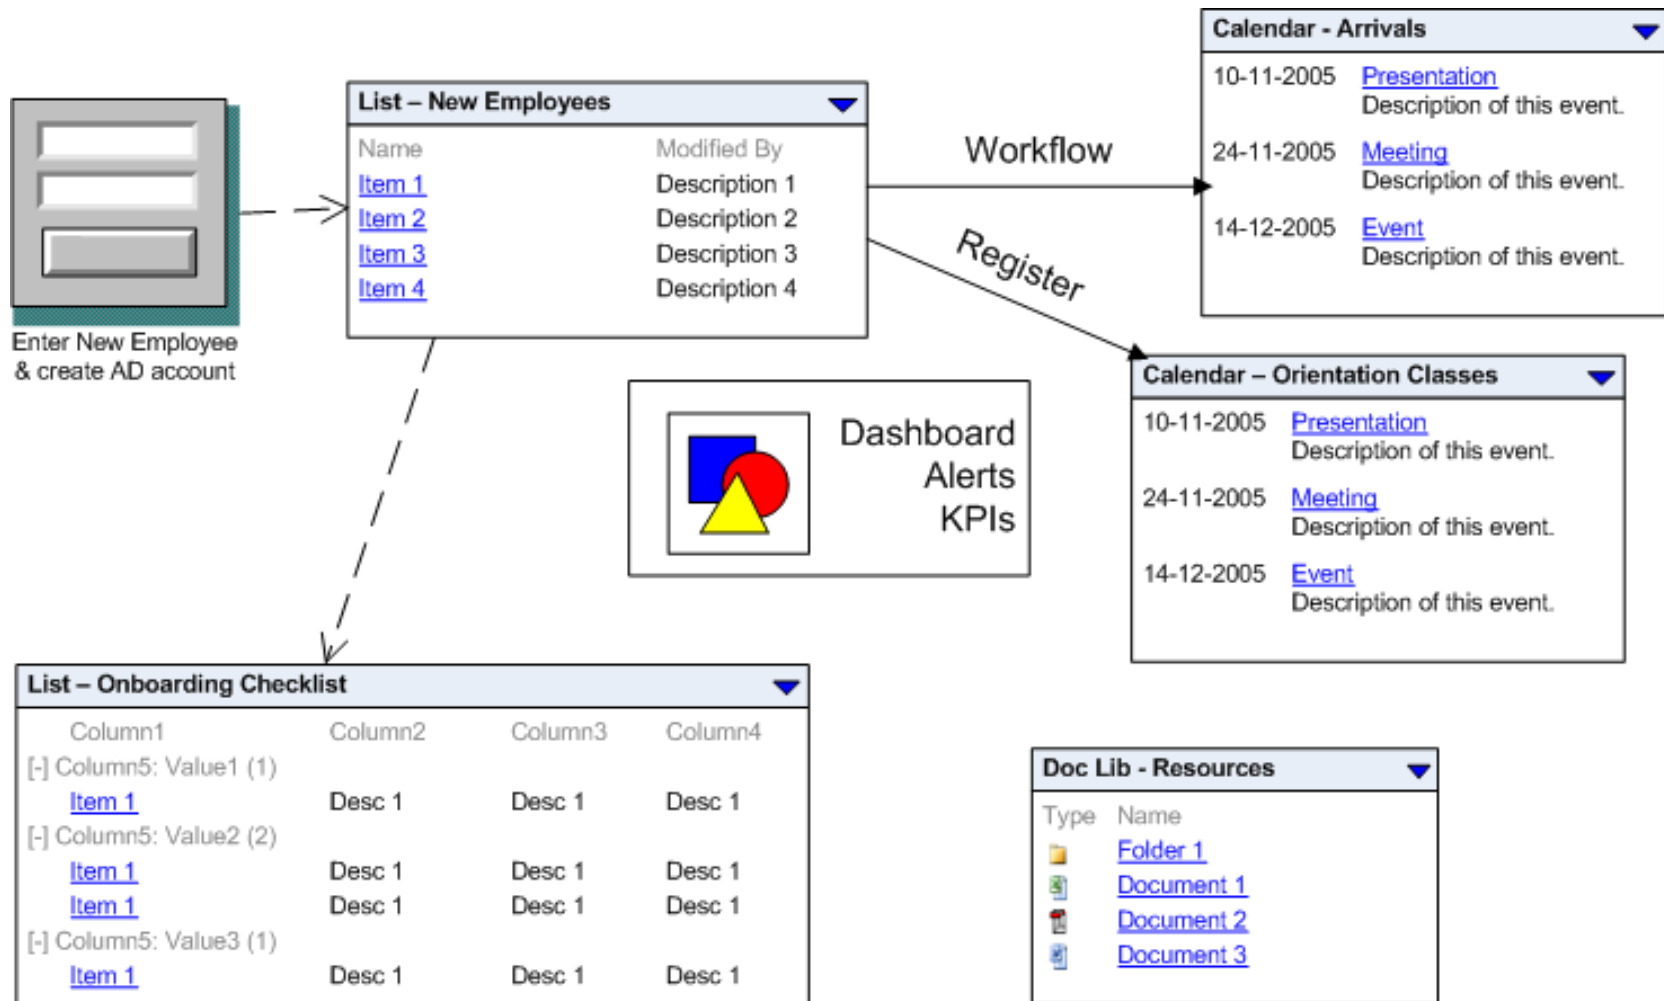 Enter New Employee
& create AD account
List – New Employees
Name Modified By
Item 1 Description 1
Item 2 Description 2
Item 3 Description 3
Item 4 Description 4
Workflow
Register
Calendar - Arrivals
10-11-2005 Presentation
Description of this event.
24-11-2005 Meeting
Description of this event.
14-12-2005 Event
Description of this event.
Dashboard
Alerts
KPIs
Calendar – Orientation Classes
10-11-2005 Presentation
Description of this event.
24-11-2005 Meeting
Description of this event.
14-12-2005 Event
Description of this event.
List – Onboarding Checklist
Column1 Column2 Column3 Column4
[-] Column5: Value1 (1)
Item 1 Desc 1 Desc 1 Desc 1
[-] Column5: Value2 (2)
Item 1 Desc 1 Desc 1 Desc 1
Item 1 Desc 1 Desc 1 Desc 1
[-] Column5: Value3 (1)
Item 1 Desc 1 Desc 1 Desc 1
Doc Lib - Resources
Type Name
Folder 1
Document 1
Document 2
Document 3